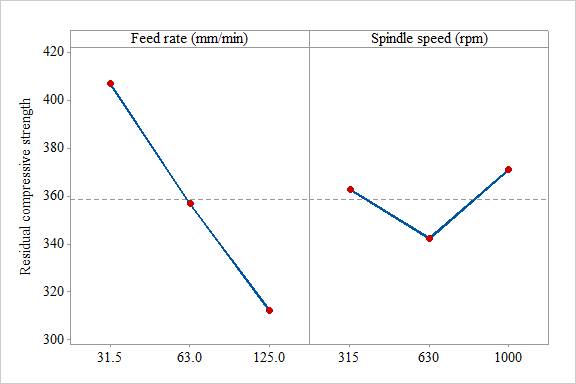 Feed rate (mm/min) Spindle speed (rpm)
Residual compressive strength
420
400
380
360
340
320
300
31.5 63.0 125.0 315 630 1000